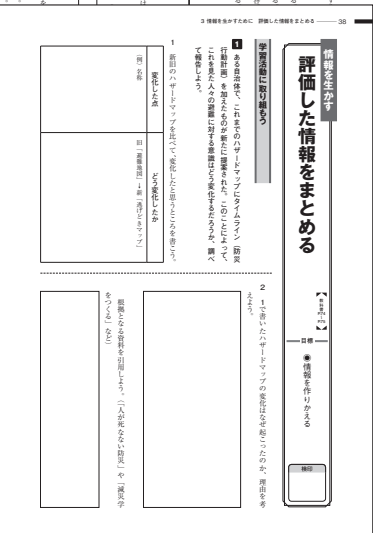 3 情報を生かすために 評価した情報をまとめる 38
情報を生かす
評価した情報をまとめる
教科書
P.74
P.75
目標
◉情報を作りかえる
検印
学習活動に取り組もう
1 ある自治体で、これまでのハザードマップにタイムライン(防災
行動計画)を加えたものが新たに提案された。このことによって、
これを見た人々の避難に対する意識はどう変化するだろうか、調べ
て報告しよう。
1 新旧のハザードマップを比べて、変化したと思うところを書こう。
変化した点
どう変化したか
(例)名称
旧「避難地図」→新「逃げどきマップ」
2 1で書いたハザードマップの変化はなぜ起こったのか、理由を考
えよう。
根拠となる資料を引用しよう。(「人が死なない防災」や「減災学
をつくる」など)